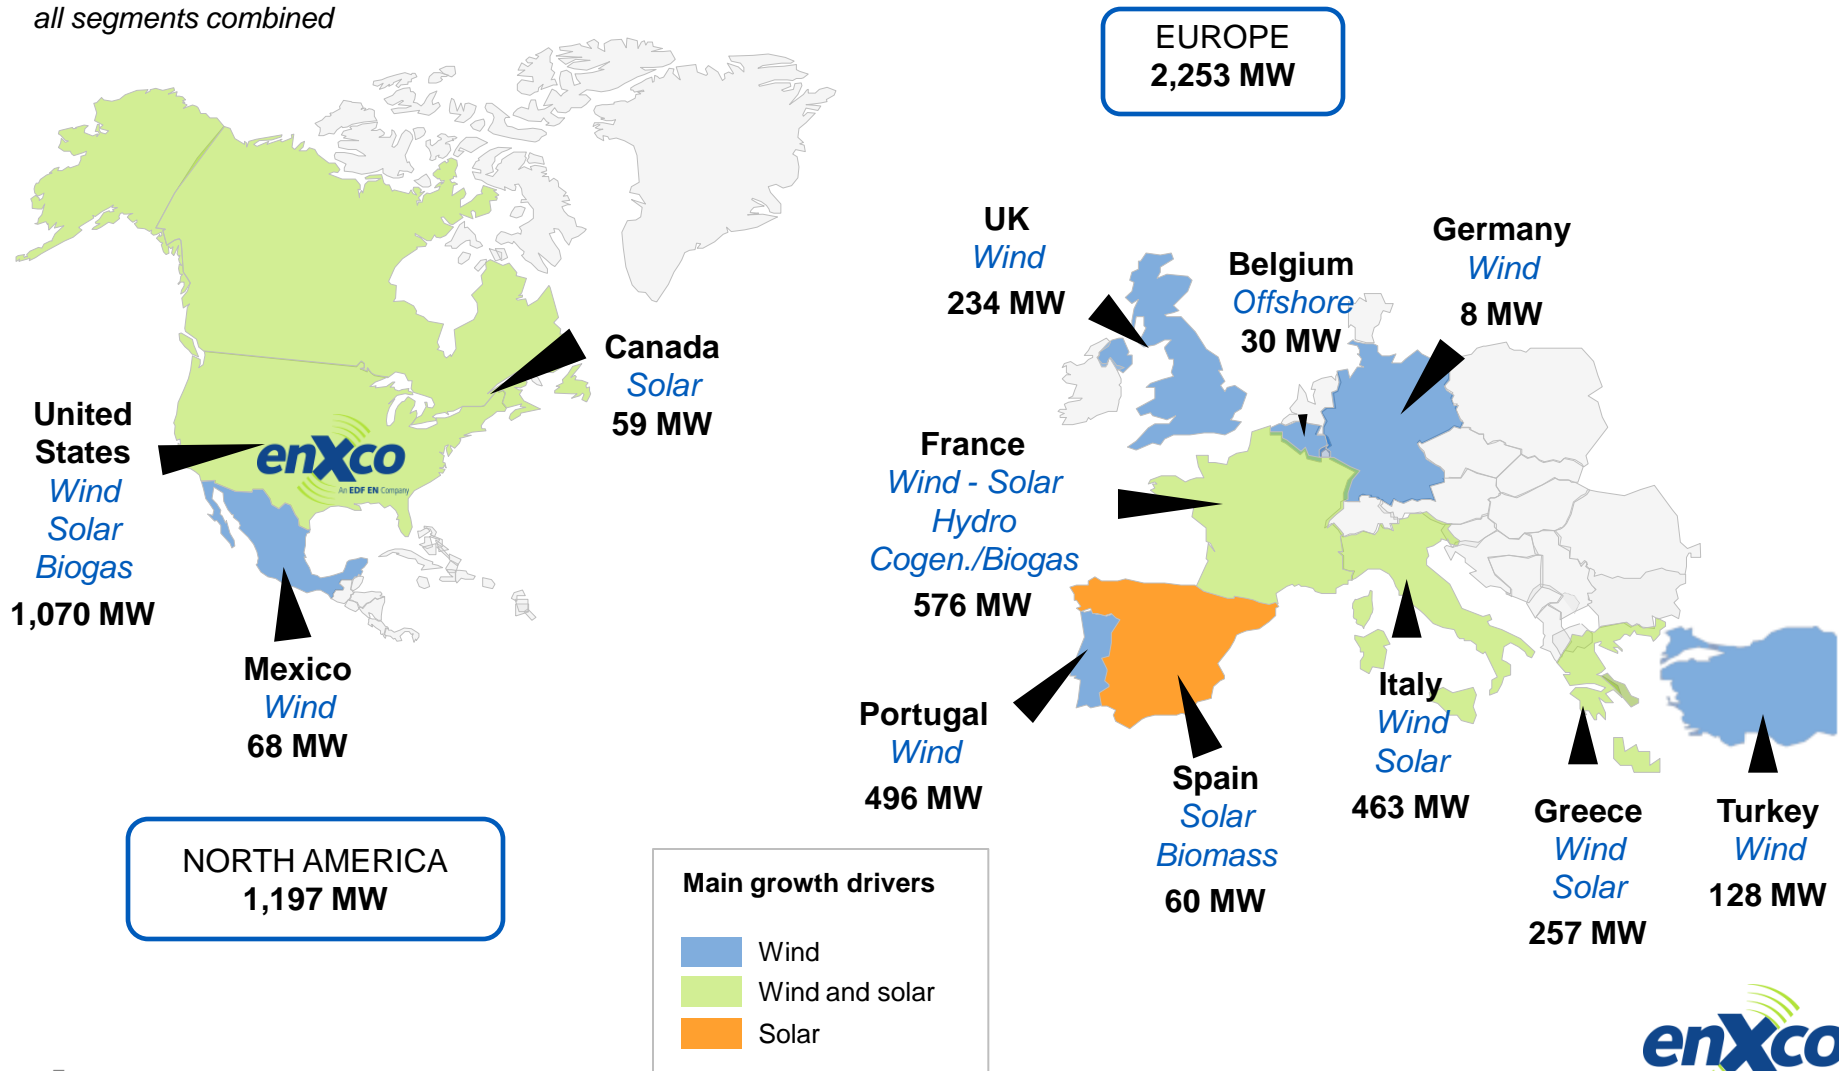 all segments combined
EUROPE
2,253 MW
UK
Wind
234 MW
Belgium
Offshore
30 MW
Germany
Wind
8 MW
Canada
Solar
59 MW
United
States
Wind
Solar
Biogas
1,070 MW
enXco
An EDF EN Company
France
Wind - Solar
Hydro
Cogen./Biogas
576 MW
Mexico
Wind
68 MW
Portugal
Wind
496 MW
Spain
Solar
Biomass
60 MW
Italy
Wind
Solar
463 MW
Greece
Wind
Solar
257 MW
Turkey
Wind
128 MW
NORTH AMERICA
1,197 MW
Main growth drivers
Wind
Wind and solar
Solar
enXco